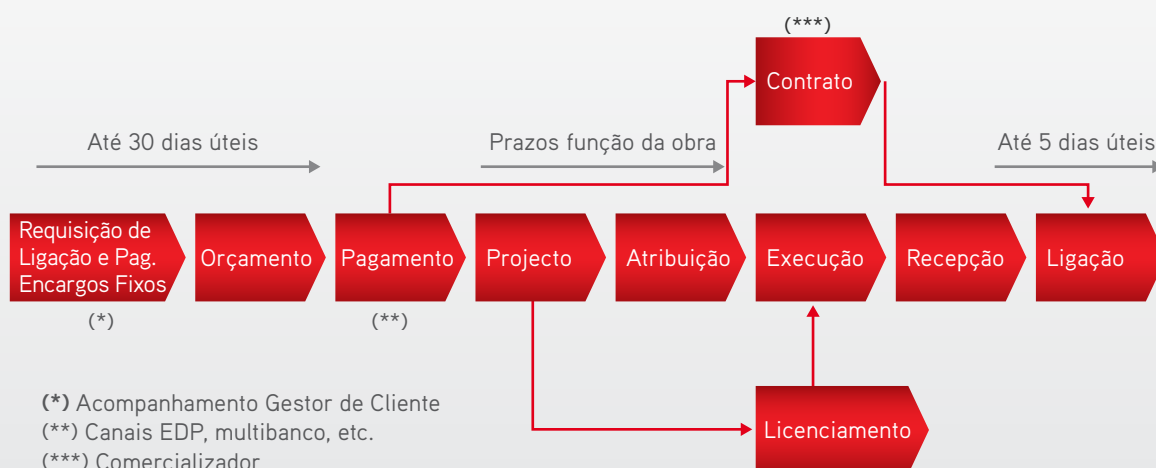 (***)
Contrato
Até 30 dias úteis
Prazos função da obra
Até 5 dias úteis
Requisição de
Ligação e Pag.
Encargos Fixos
Orçamento
Pagamento
Projecto
Atribuição
Execução
Recepção
Ligação
(*)
(**)
Licenciamento
(*) Acompanhamento Gestor de Cliente
(**) Canais EDP, multibanco, etc.
(***) Comercializador